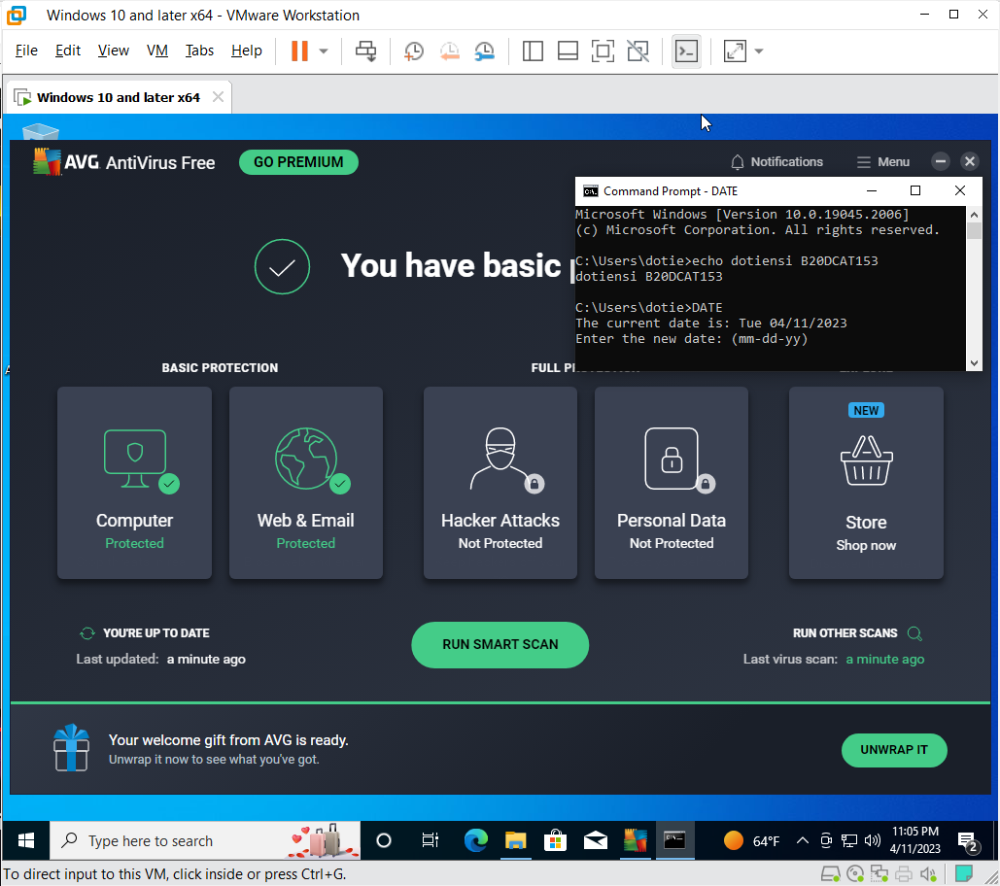 Windows 10 and later x64 - VMware Workstation
File Edit View VM Tabs Help
Windows 10 and later x64
AVG AntiVirus Free
GO PREMIUM
Notifications
Menu
Command Prompt - DATE
Microsoft Windows [Version 10.0.19045.2006]
(c) Microsoft Corporation. All rights reserved.
C:\Users\dotie>echo dotiensi B20DCAT153
dotiensi B20DCAT153
C:\Users\dotie>DATE
The current date is: Tue 04/11/2023
Enter the new date: (mm-dd-yy)
You have basic
BASIC PROTECTION
FULL PROTECTION
EXPLORE
Computer
Protected
Web & Email
Protected
Hacker Attacks
Not Protected
Personal Data
Not Protected
NEW
Store
Shop now
YOU'RE UP TO DATE
Last updated: a minute ago
RUN SMART SCAN
RUN OTHER SCANS
Last virus scan: a minute ago
Your welcome gift from AVG is ready.
Unwrap it now to see what you've got.
UNWRAP IT
Type here to search
64°F
11:05 PM
4/11/2023
2
To direct input to this VM, click inside or press Ctrl+G.